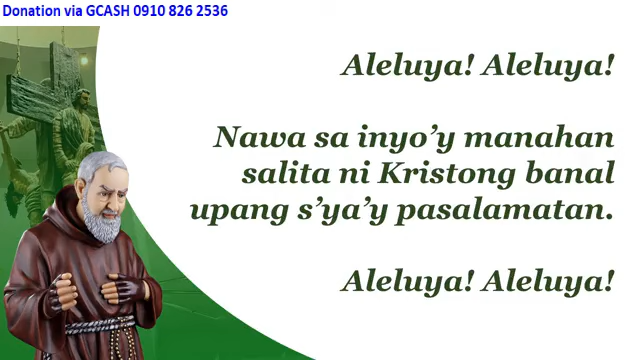 Donation via GCASH 0910 826 2536
Aleluya! Aleluya!
Nawa sa inyo’y manahan
salita ni Kristong banal
upang s’ya’y pasalamatan.
Aleluya! Aleluya!